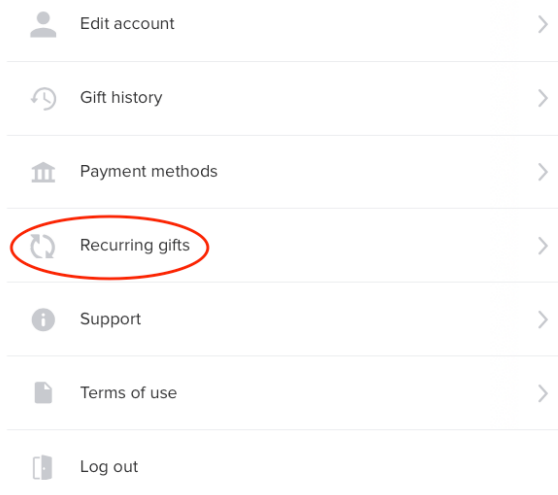 Edit account
Gift history
Payment methods
Recurring gifts
Support
Terms of use
Log out